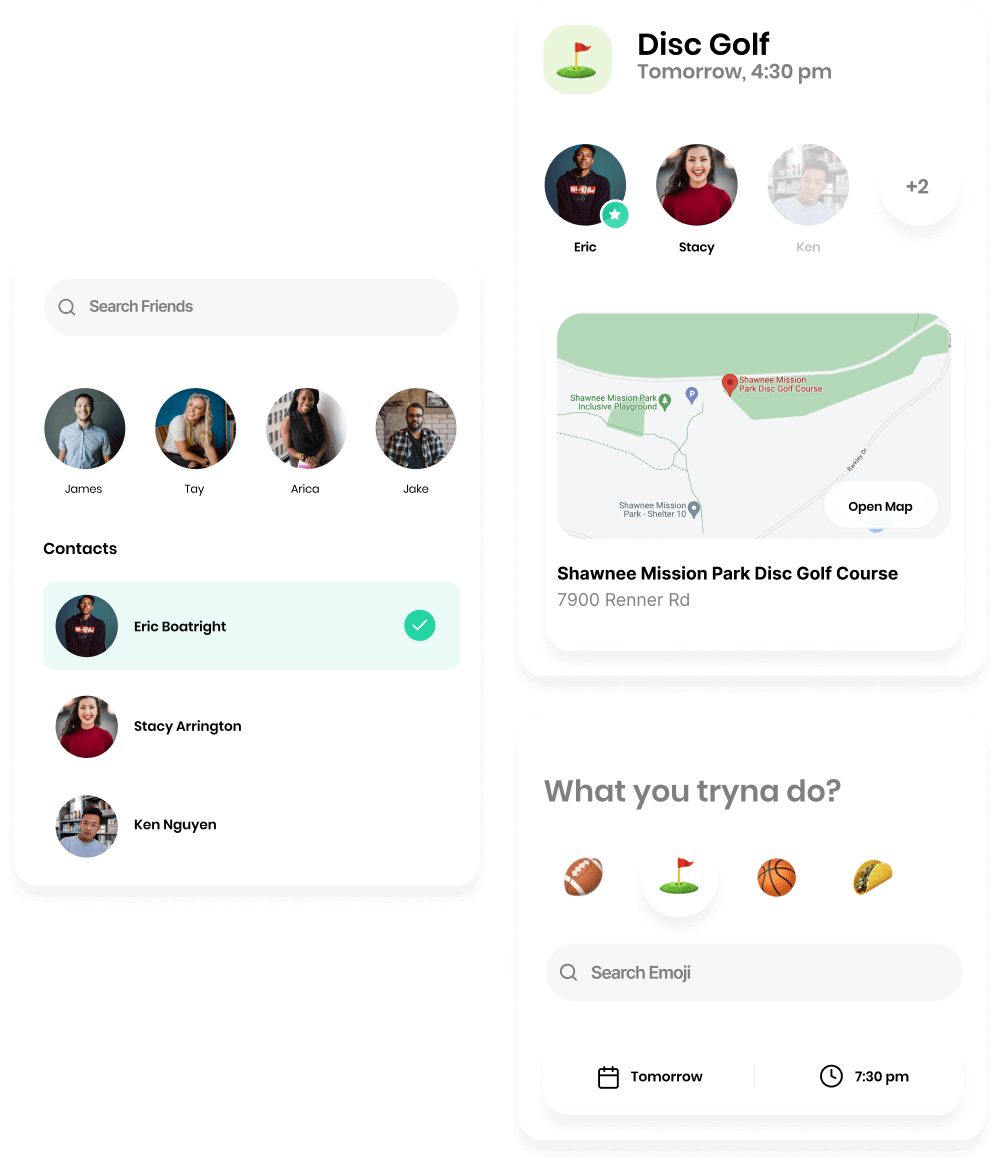 Disc Golf
Tomorrow, 4:30 pm
+2
Eric
Stacy
Ken
Shawnee Mission
Park Disc Golf Course
P
Shawnee Mission Park
Inclusive Playground
Barkley Dr
Shawnee Mission
Park - Shelter 10
Open Map
Shawnee Mission Park Disc Golf Course
7900 Renner Rd
Search Friends
James
Tay
Arica
Jake
Contacts
Eric Boatright
Stacy Arrington
Ken Nguyen
What you tryna do?
Search Emoji
Tomorrow
7:30 pm